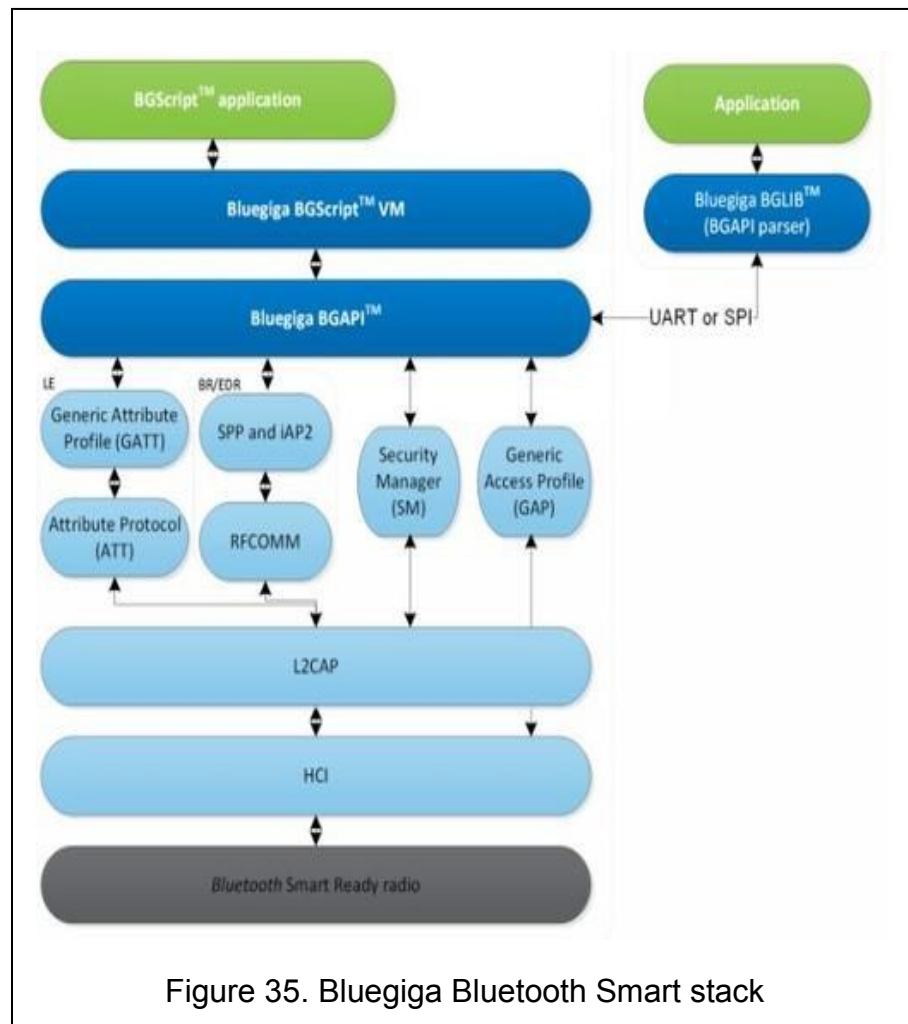 BGScript™ application
Application
Bluegiga BGScript™ VM
Bluegiga BGLIB™
(BGAPI parser)
Bluegiga BGAPI™
UART or SPI
LE
BR/EDR
Generic Attribute
Profile (GATT)
SPP and iAP2
Security
Manager
(SM)
Generic
Access Profile
(GAP)
Attribute Protocol
(ATT)
RFCOMM
L2CAP
HCI
Bluetooth Smart Ready radio
Figure 35. Bluegiga Bluetooth Smart stack